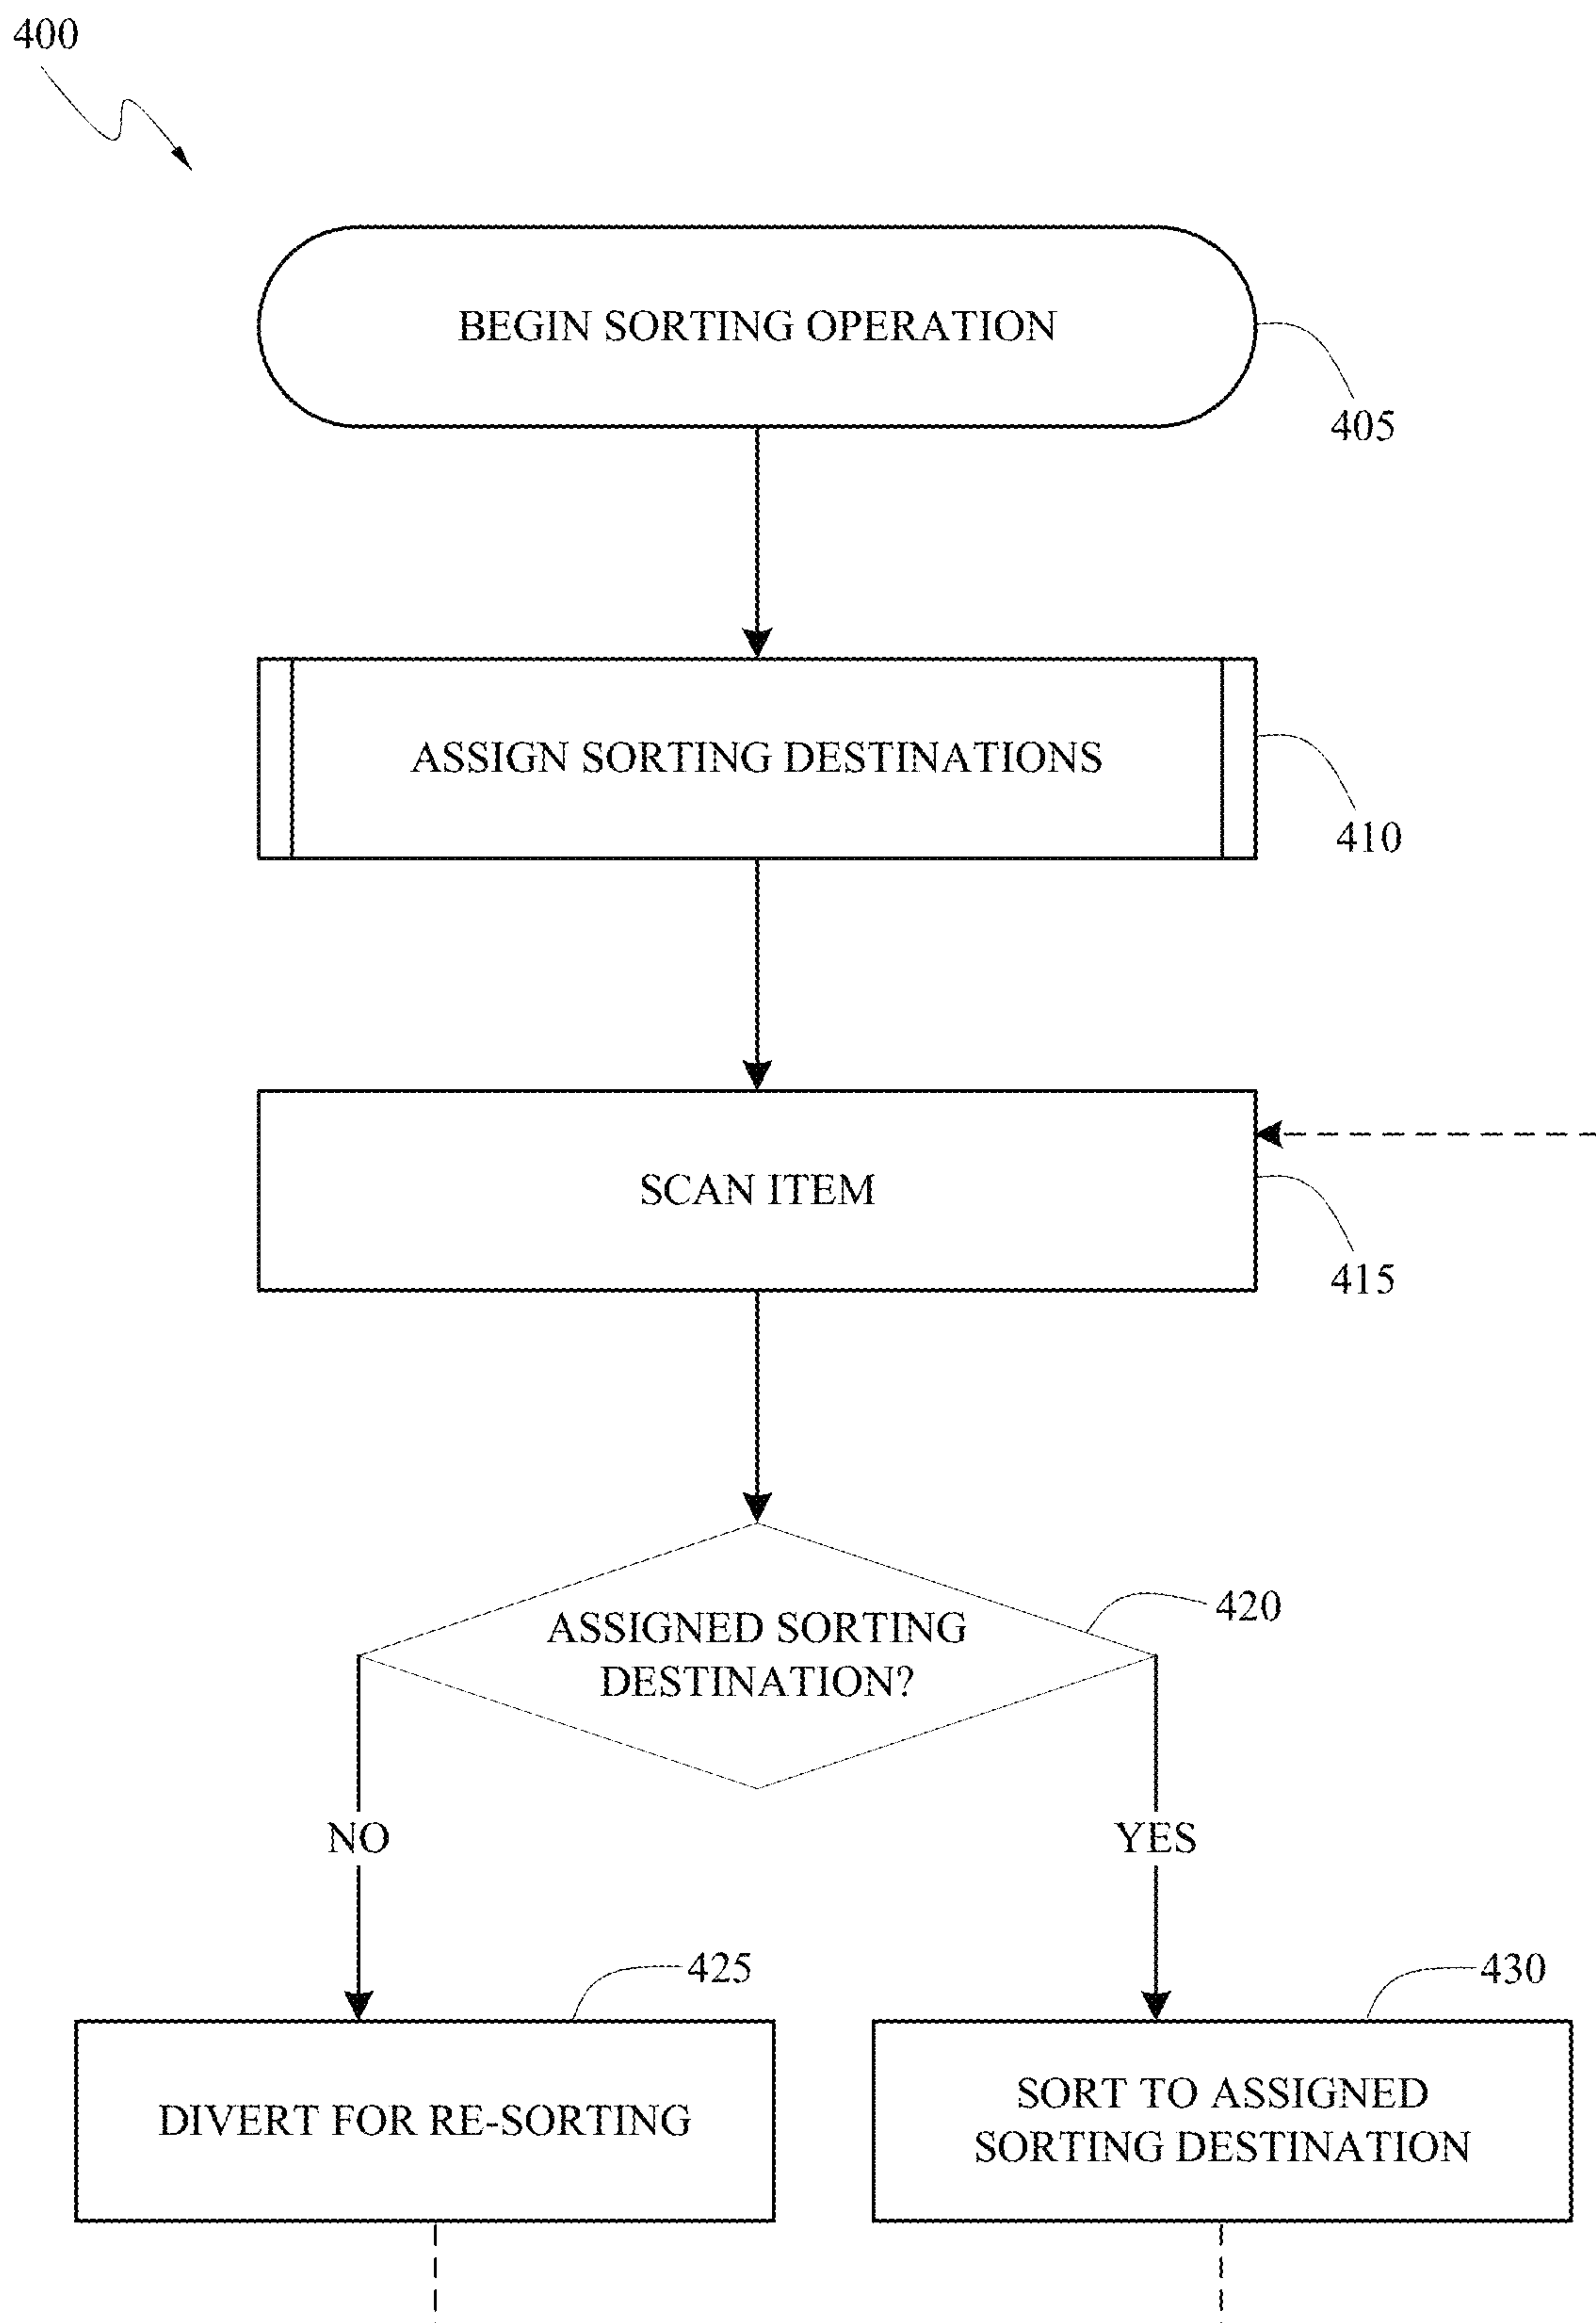 400
BEGIN SORTING OPERATION
405
ASSIGN SORTING DESTINATIONS
410
SCAN ITEM
415
ASSIGNED SORTING
DESTINATION?
420
NO
YES
425
430
DIVERT FOR RE-SORTING
SORT TO ASSIGNED
SORTING DESTINATION